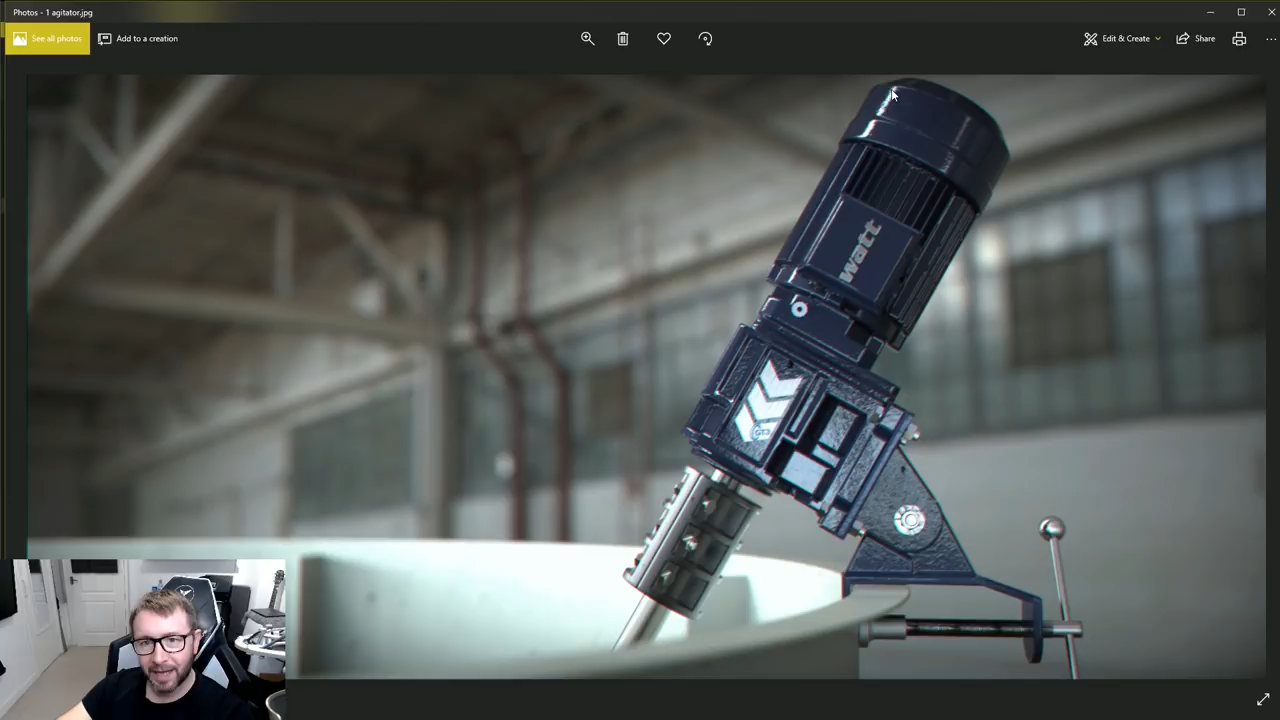 Photos - 1 agitator.jpg
See all photos
Add to a creation
Edit & Create
Share
watt